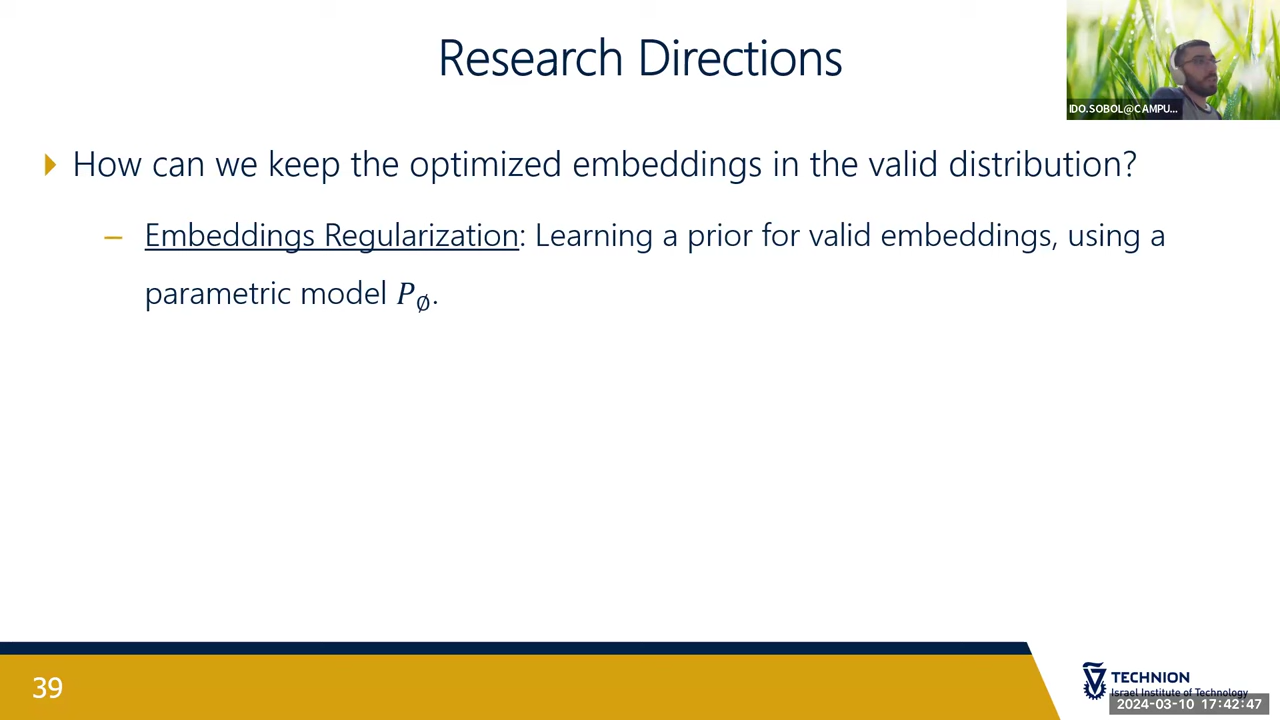 Research Directions
IDO.SOBOL@CAMPU...
How can we keep the optimized embeddings in the valid distribution?
– Embeddings Regularization: Learning a prior for valid embeddings, using a
parametric model P∅.
39
TECHNION
Israel Institute of Technology
2024-03-10 17:42:47